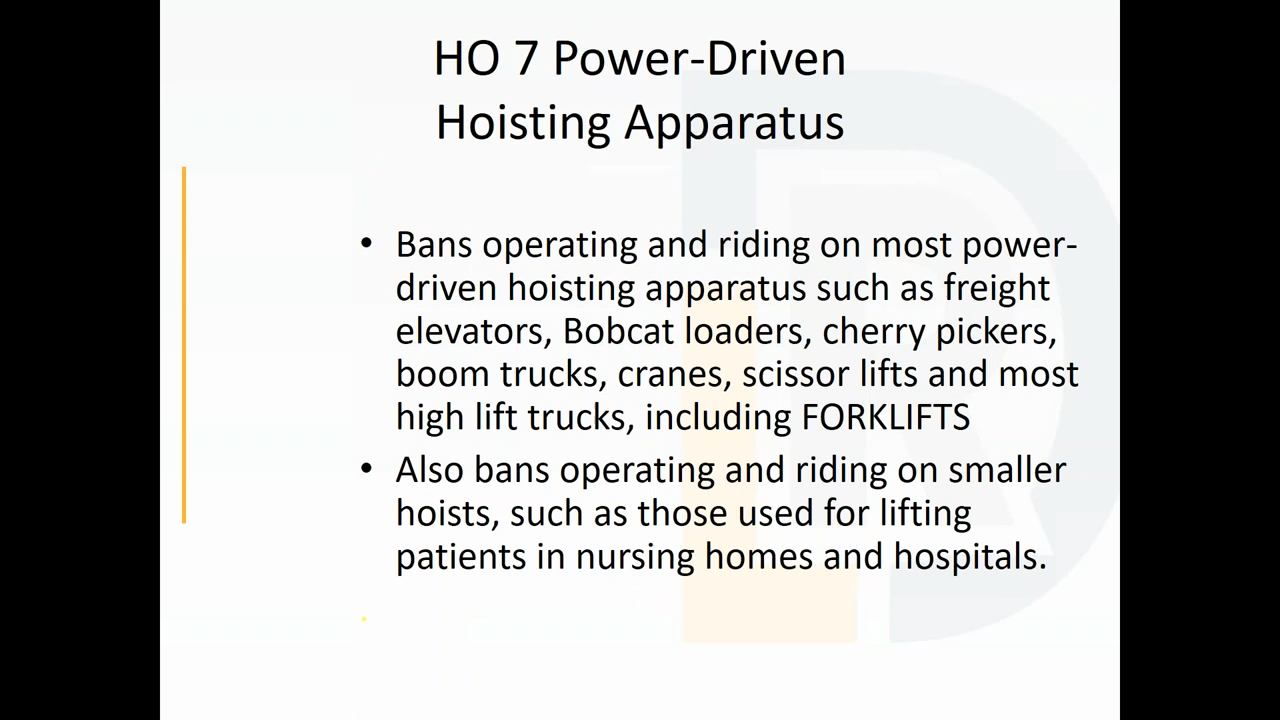 HO 7 Power-Driven
Hoisting Apparatus
• Bans operating and riding on most power-
driven hoisting apparatus such as freight
elevators, Bobcat loaders, cherry pickers,
boom trucks, cranes, scissor lifts and most
high lift trucks, including FORKLIFTS
• Also bans operating and riding on smaller
hoists, such as those used for lifting
patients in nursing homes and hospitals.